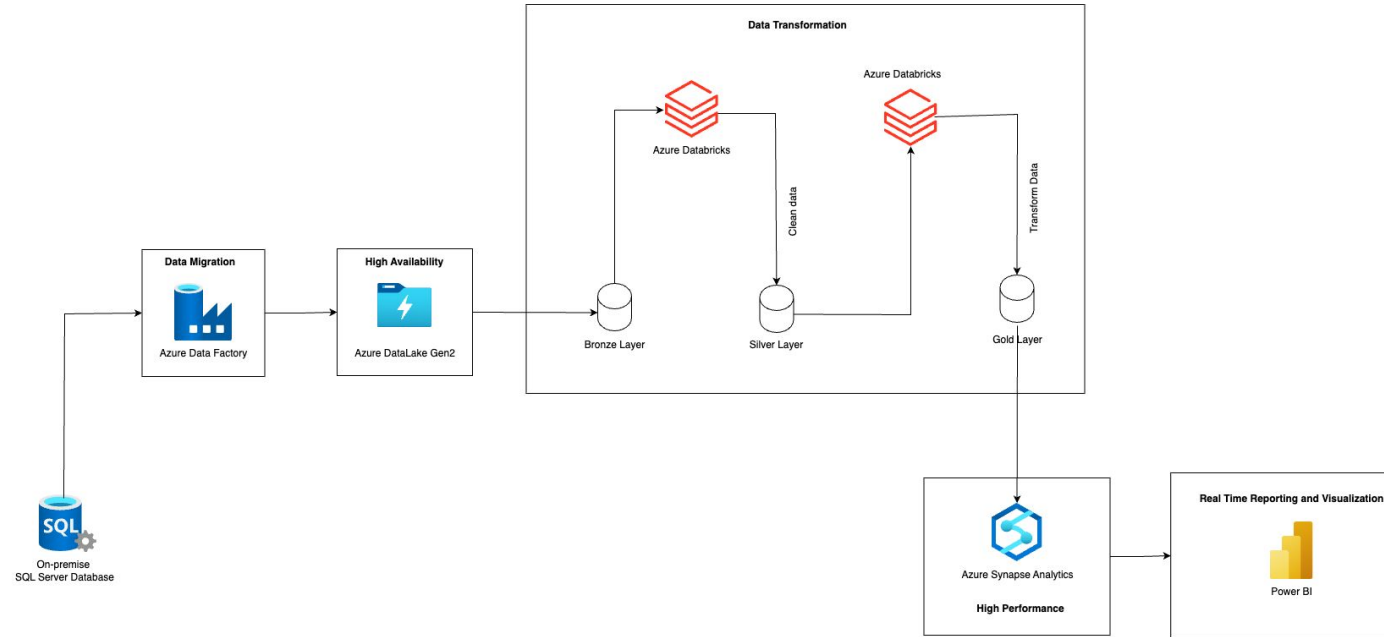 Data Transformation
Azure Databricks
Azure Databricks
Clean data
Transform Data
Data Migration
Azure Data Factory
High Availability
Azure DataLake Gen2
Bronze Layer
Silver Layer
Gold Layer
SQL
On-premise
SQL Server Database
Azure Synapse Analytics
High Performance
Real Time Reporting and Visualization
Power BI